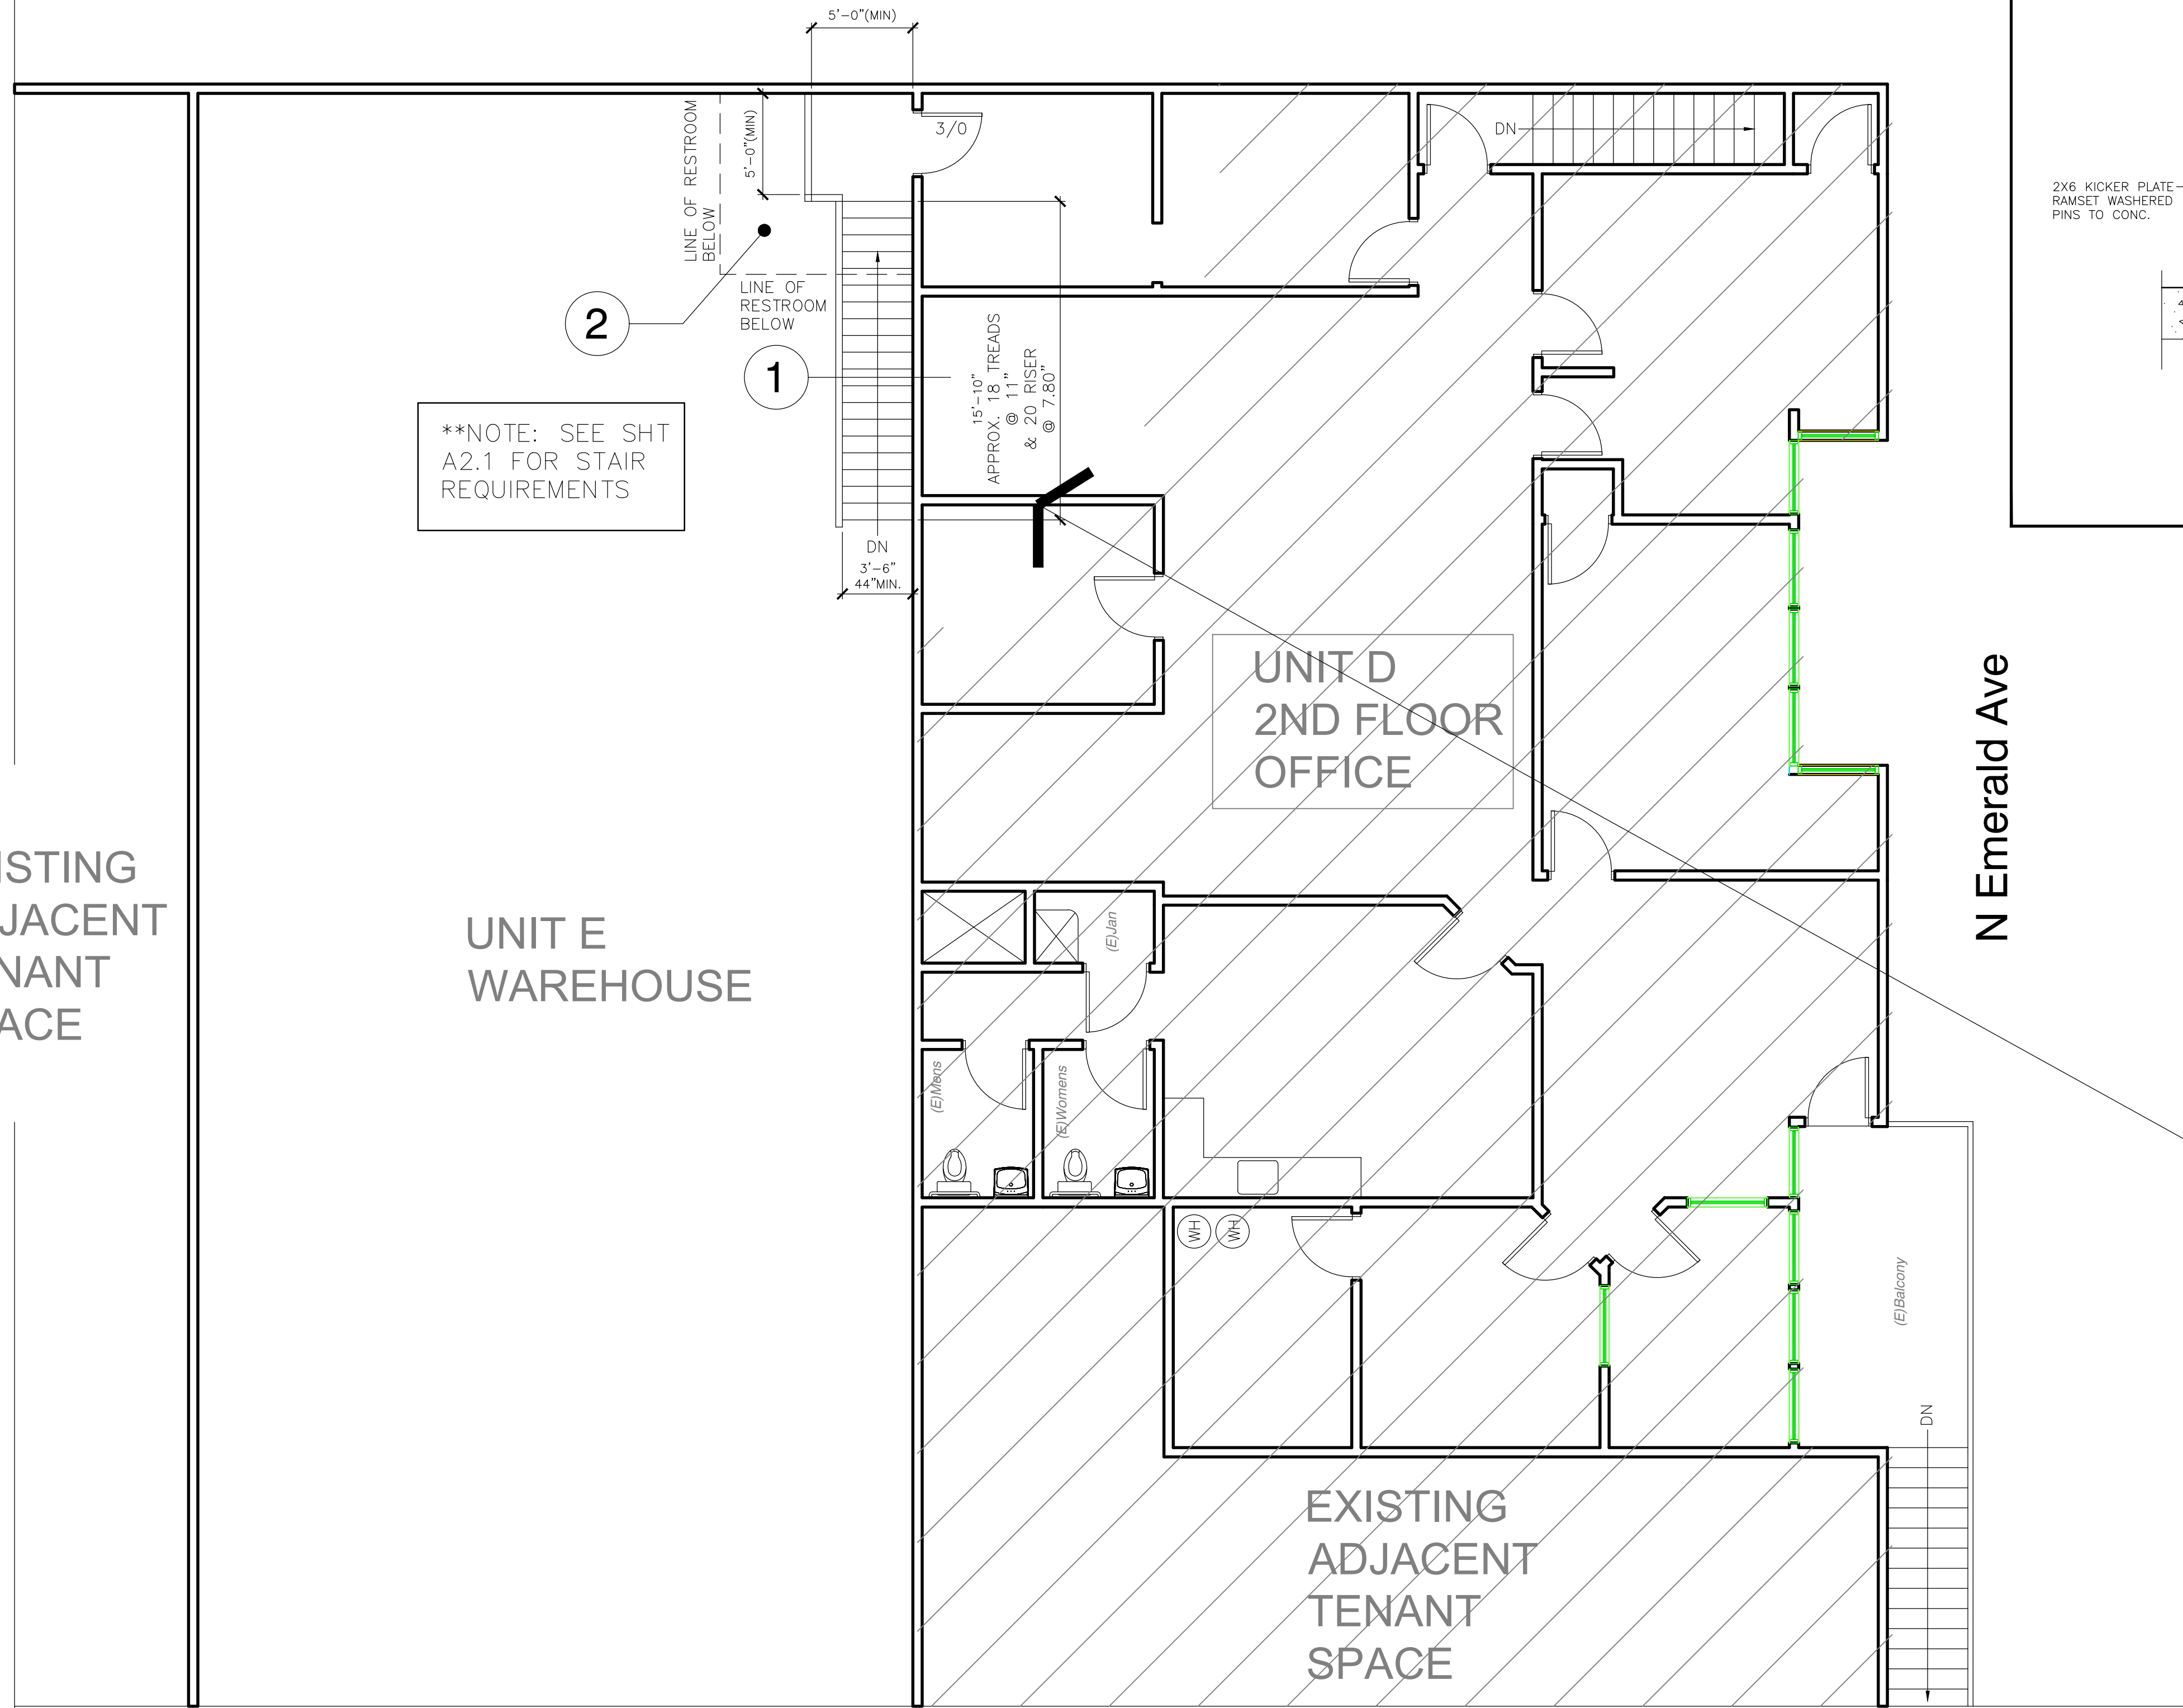 5'-0"(MIN)
LINE OF RESTROOM
BELOW
5'-0"(MIN)
3/0
DN
2X6 KICKER PLATE
RAMSET WASHERED
PINS TO CONC.
2
LINE OF
RESTROOM
BELOW
1
15'-10"
APPROX. 18 TREADS
@ 11"
& 20 RISER
@ 7.80"
**NOTE: SEE SHT
A2.1 FOR STAIR
REQUIREMENTS
DN
3'-6"
44"MIN.
UNIT D
2ND FLOOR
OFFICE
N Emerald Ave
ISTING
JACENT
NANT
ACE
UNIT E
WAREHOUSE
(E)Jan
(E)Mens
(E)Womens
WH
WH
(E)Balcony
DN
EXISTING
ADJACENT
TENANT
SPACE